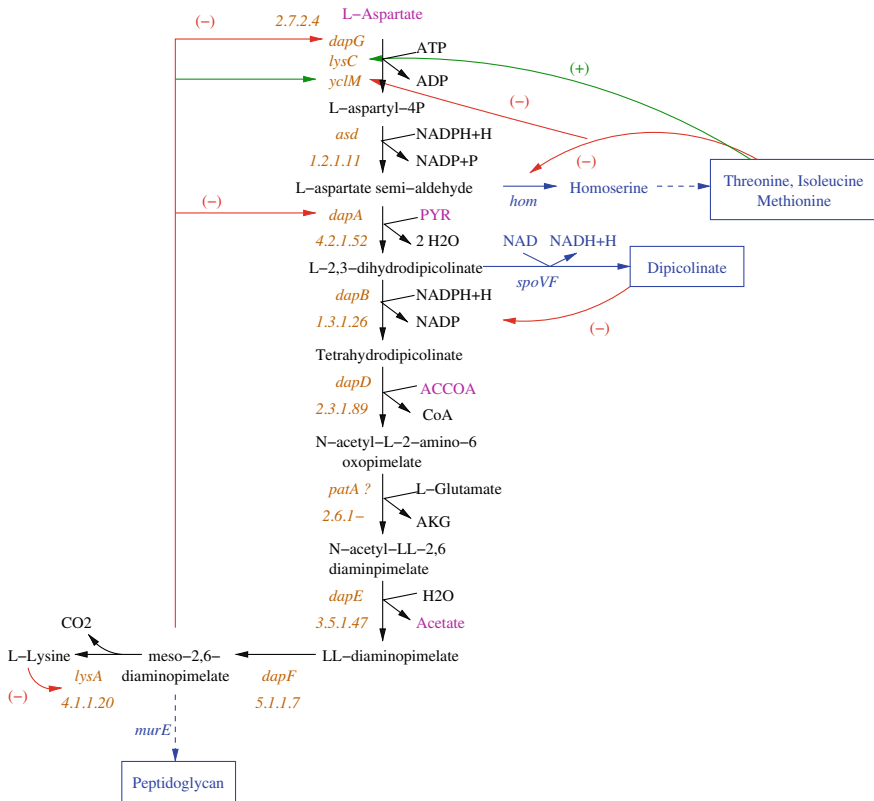 L−Aspartate
(−)
2.7.2.4
dapG
ATP
lysC
(+)
yclM
ADP
(−)
L−aspartyl−4P
asd
NADPH+H
1.2.1.11
NADP+P
(−)
L−aspartate semi−aldehyde
hom
Homoserine
Threonine, Isoleucine
Methionine
(−)
dapA
PYR
4.2.1.52
2 H2O
NAD
NADH+H
L−2,3−dihydrodipicolinate
spoVF
Dipicolinate
dapB
NADPH+H
1.3.1.26
NADP
(−)
Tetrahydrodipicolinate
dapD
ACCOA
2.3.1.89
CoA
N−acetyl−L−2−amino−6
oxopimelate
patA ?
L−Glutamate
2.6.1−
AKG
N−acetyl−LL−2,6
diaminpimelate
dapE
H2O
3.5.1.47
Acetate
CO2
L−Lysine
meso−2,6−
diaminopimelate
LL−diaminopimelate
(−)
lysA
4.1.1.20
dapF
5.1.1.7
murE
Peptidoglycan